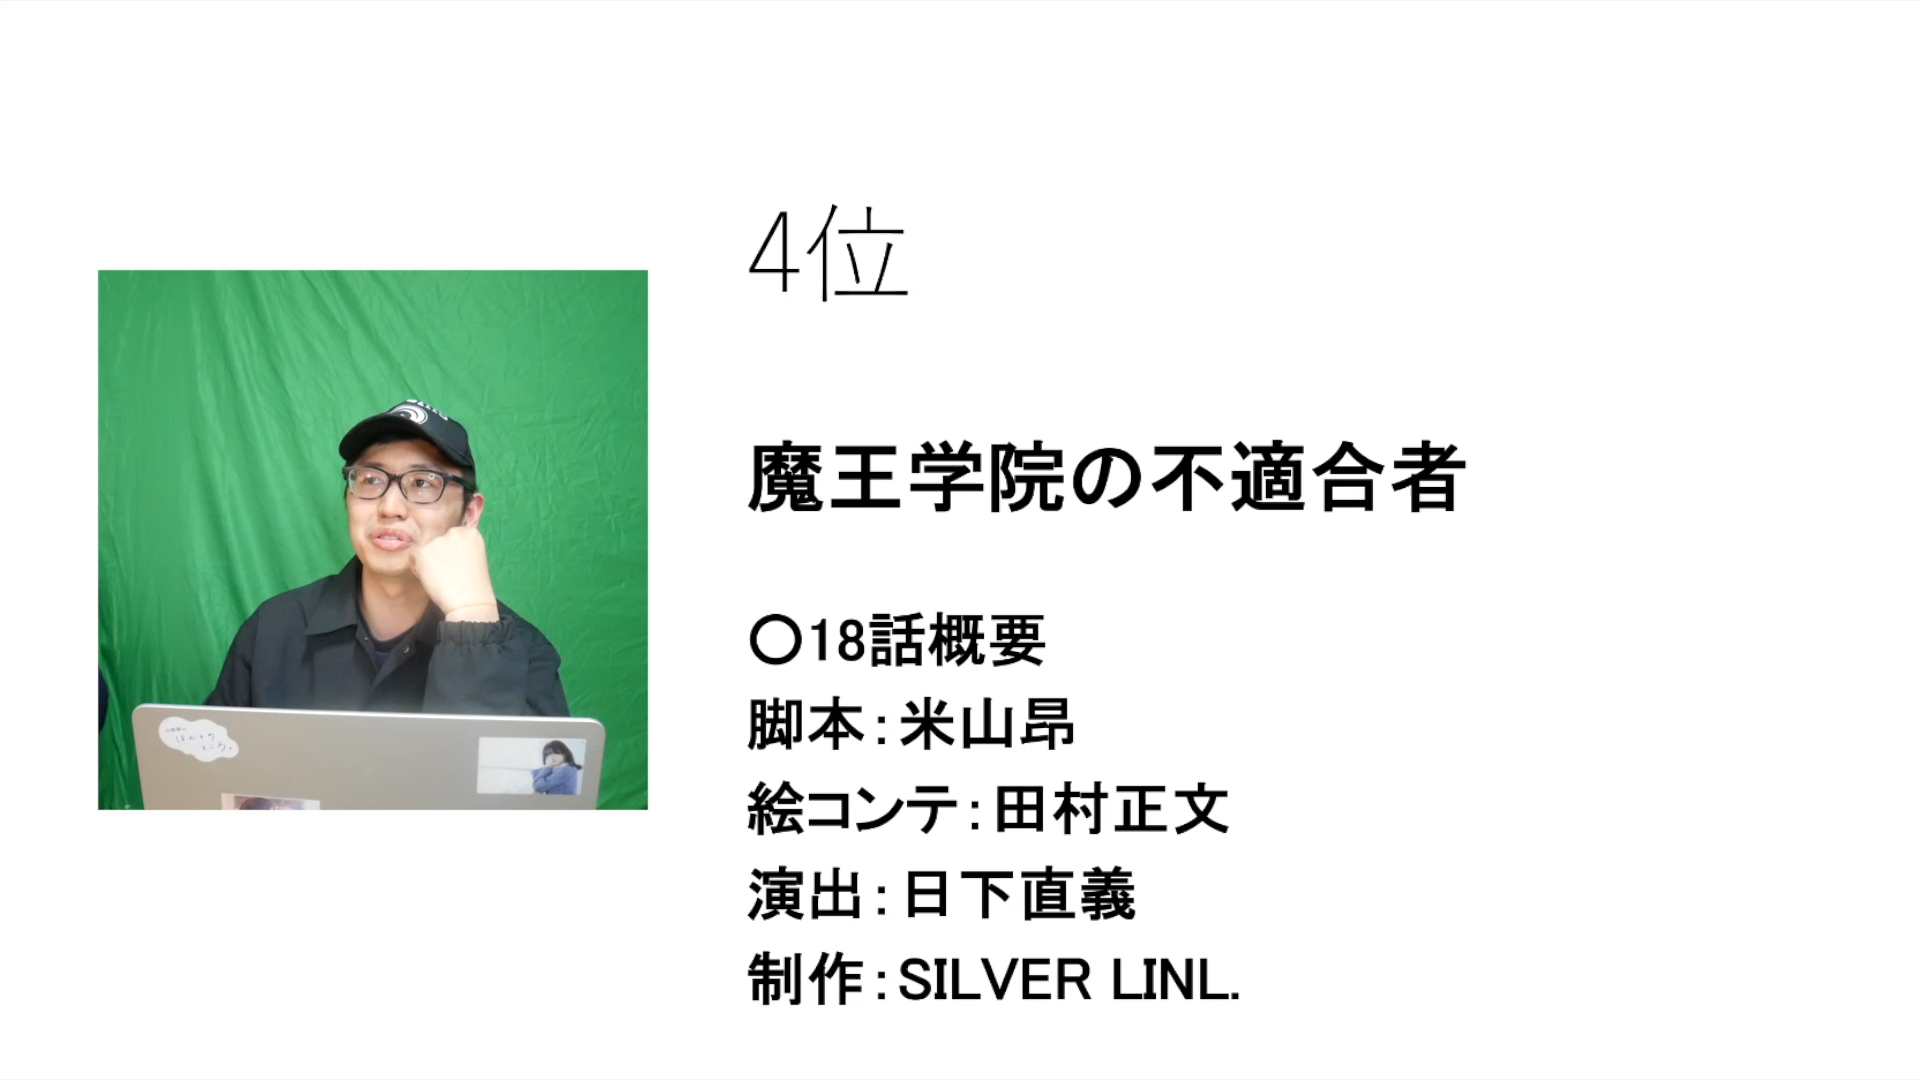 4位
魔王学院の不適合者
〇18話概要
脚本：米山昂
絵コンテ：田村正文
演出：日下直義
制作：SILVER LINL.